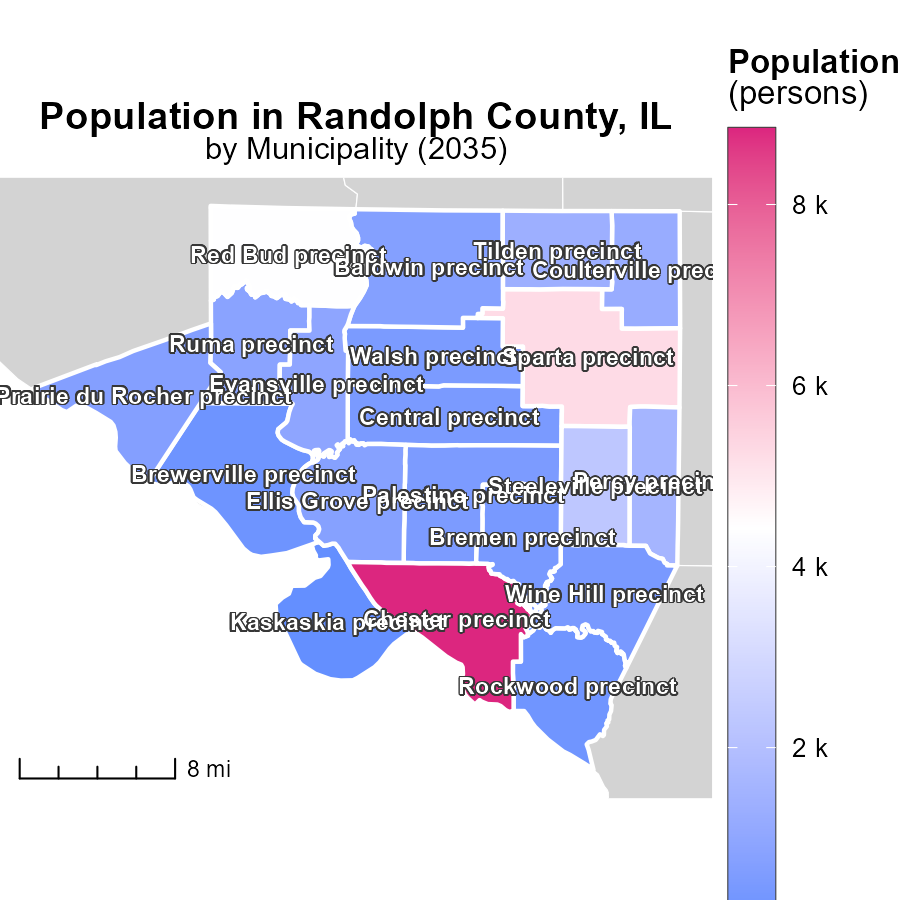 Population
(persons)
Population in Randolph County, IL
by Municipality (2035)
8 k
6 k
4 k
2 k
Red Bud precinct
Baldwin precinct
Tilden precinct
Coulterville prec
Ruma precinct
Walsh precinct
Sparta precinct
Evansville precinct
Prairie du Rocher precinct
Central precinct
Brewerville precinct
Ellis Grove precinct
Palestine precinct
Steeleville precinct
Percy precin
Bremen precinct
Wine Hill precinct
Kaskaskia precinct
Chester precinct
Rockwood precinct
8 mi